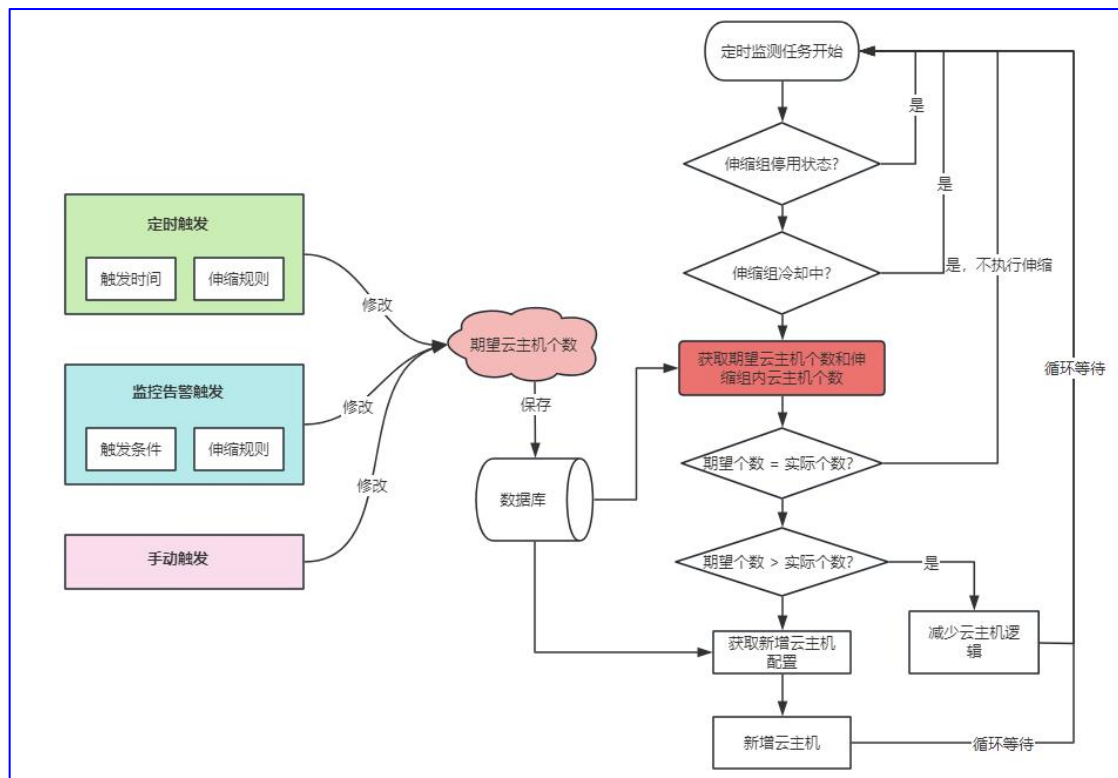 定时触发
触发时间
伸缩规则
监控告警触发
触发条件
伸缩规则
手动触发
修改
修改
修改
期望云主机个数
保存
数据库
定时监测任务开始
是
伸缩组停用状态?
是
伸缩组冷却中?
是，不执行伸缩
获取期望云主机个数和伸
缩组内云主机个数
循环等待
期望个数 = 实际个数?
期望个数 > 实际个数?
是
获取新增云主机
配置
减少云主机逻
辑
新增云主机
循环等待